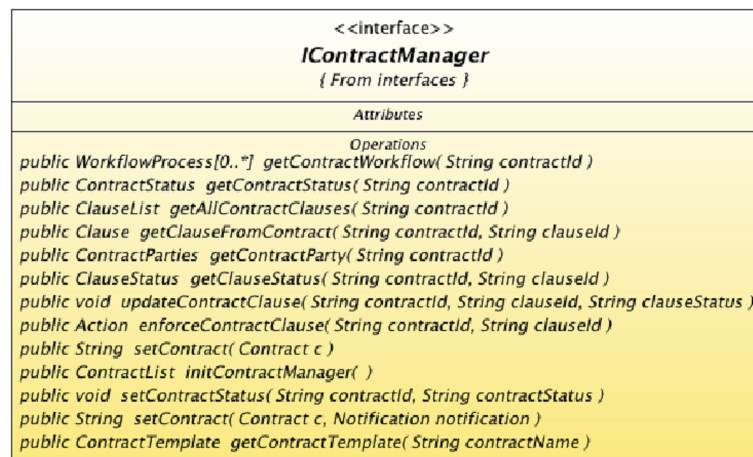 <<interface>>
IContractManager
{ From interfaces }
Attributes
Operations
public WorkflowProcess[0..*] getContractWorkflow( String contractId )
public ContractStatus getContractStatus( String contractId )
public ClauseList getAllContractClauses( String contractId )
public Clause getClauseFromContract( String contractId, String clauseId )
public ContractParties getContractParty( String contractId )
public ClauseStatus getClauseStatus( String contractId, String clauseId )
public void updateContractClause( String contractId, String clauseId, String clauseStatus )
public Action enforceContractClause( String contractId, String clauseId )
public String setContract( Contract c )
public ContractList initContractManager( )
public void setContractStatus( String contractId, String contractStatus )
public String setContract( Contract c, Notification notification )
public ContractTemplate getContractTemplate( String contractName )